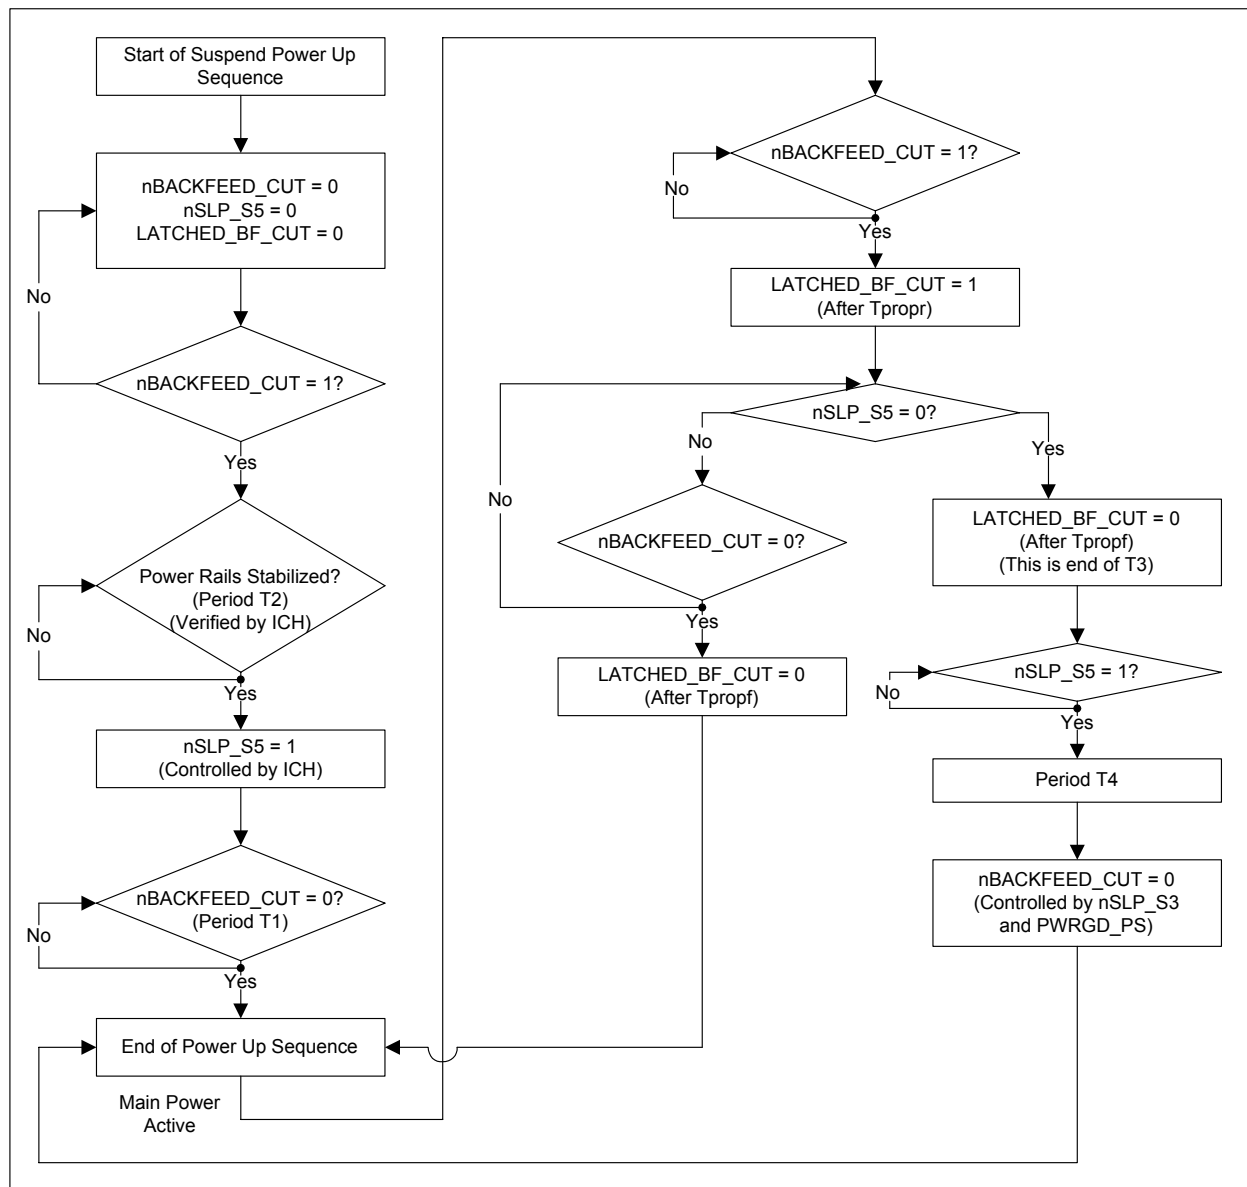 Start of Suspend Power Up
Sequence
nBACKFEED_CUT = 0
nSLP_S5 = 0
LATCHED_BF_CUT = 0
No
nBACKFEED_CUT = 1?
Yes
Power Rails Stabilized?
(Period T2)
(Verified by ICH)
No
Yes
nSLP_S5 = 1
(Controlled by ICH)
nBACKFEED_CUT = 0?
(Period T1)
No
Yes
End of Power Up Sequence
Main Power
Active
nBACKFEED_CUT = 1?
No
Yes
LATCHED_BF_CUT = 1
(After Tpropr)
nSLP_S5 = 0?
No
Yes
No
nBACKFEED_CUT = 0?
Yes
LATCHED_BF_CUT = 0
(After Tpropf)
LATCHED_BF_CUT = 0
(After Tpropf)
(This is end of T3)
nSLP_S5 = 1?
No
Yes
Period T4
nBACKFEED_CUT = 0
(Controlled by nSLP_S3
and PWRGD_PS)